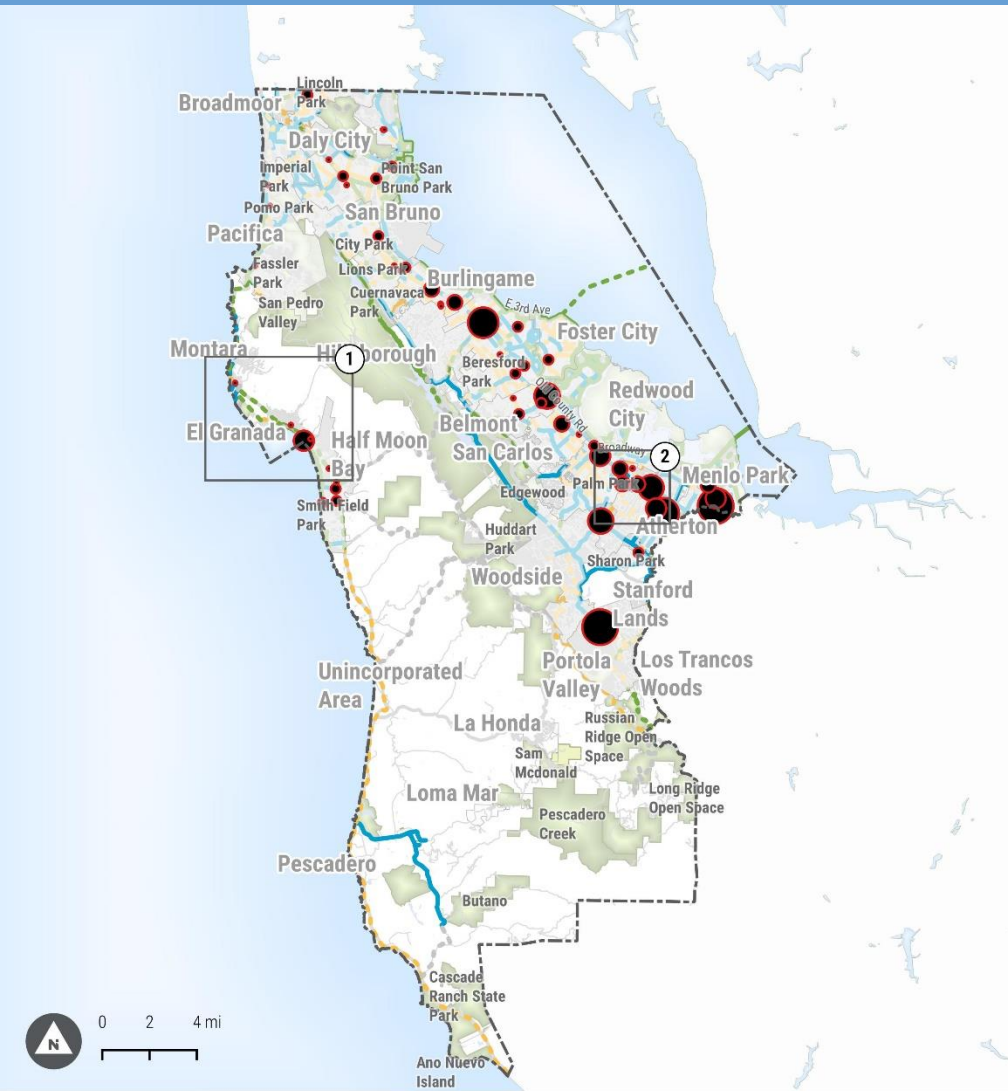 Lincoln
Park
Broadmoor
Daly City
Imperial
Park
Point San
Bruno Park
Pomo Park
San Bruno
Pacifica
City Park
Fassler
Park
Lions Park
Burlingame
Cuernavaca
Park
San Pedro
Valley
E 3rd Ave
Foster City
Montara
Hillsborough
1
Beresford
Park
Redwood
City
Old County Rd
El Granada
Half Moon
Bay
Belmont
San Carlos
Broadway
2
Menlo Park
Edgewood
Palm Park
Smith Field
Park
Atherton
Huddart
Park
Sharon Park
Woodside
Stanford
Lands
Unincorporated
Area
Portola
Valley
Los Trancos
Woods
La Honda
Russian
Ridge Open
Space
Sam
Mcdonald
Loma Mar
Long Ridge
Open Space
Pescadero
Creek
Pescadero
Butano
Cascade
Ranch State
Park
Ano Nuevo
Island
N
0 2 4 mi